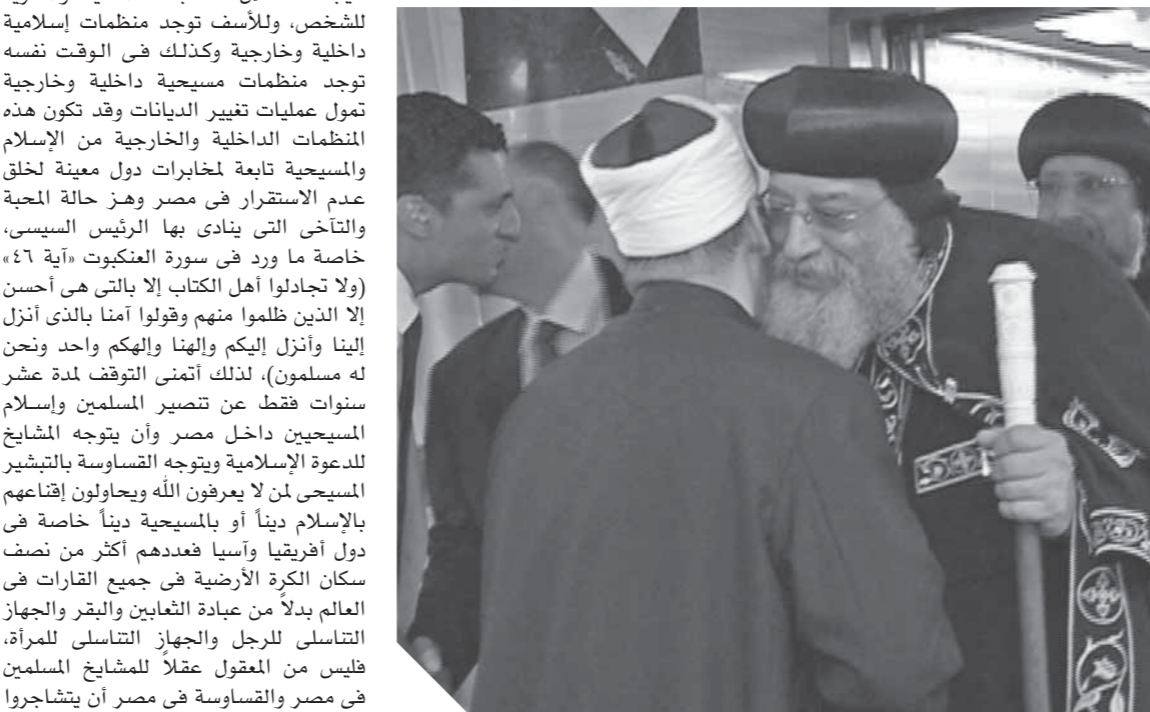 للشخص، وللأسف توجد منظمات إسلامية
داخلية وخارجية وكذلك فى الوقت نفسه
توجد منظمات مسيحية داخلية وخارجية
تمول عمليات تغيير الديانات وقد تكون هذه
المنظمات الداخلية والخارجية من الإسلام
والمسيحية تابعة لمخابرات دول معينة لخلق
عدم الاستقرار فى مصر وهز حالة المحبة
والتآخى التى ينادى بها الرئيس السيسى،
خاصة ما ورد فى سورة العنكبوت «آية ٤٦»
(ولا تجادلوا أهل الكتاب إلا بالتى هى أحسن
إلا الذين ظلموا منهم وقولوا آمنا بالذى أنزل
إلينا وأنزل إليكم وإلهنا وإلهكم واحد ونحن
له مسلمون)، لذلك أتمنى التوقف لمدة عشر
سنوات فقط عن تنصير المسلمين وإسلام
المسيحيين داخل مصر وأن يتوجه المشايخ
للدعوة الإسلامية ويتوجه القساوسة بالتبشير
المسيحى لمن لا يعرفون الله ويحاولون إقناعهم
بالإسلام ديناً أو بالمسيحية ديناً خاصة فى
دول أفريقيا وآسيا فعددهم أكثر من نصف
سكان الكرة الأرضية فى جميع القارات فى
العالم بدلاً من عبادة الثعابين والبقر والجهاز
التناسلى للرجل والجهاز التناسلى للمرأة،
فليس من المعقول عقلاً للمشايخ المسلمين
فى مصر والقساوسة فى مصر أن يتشاجروا